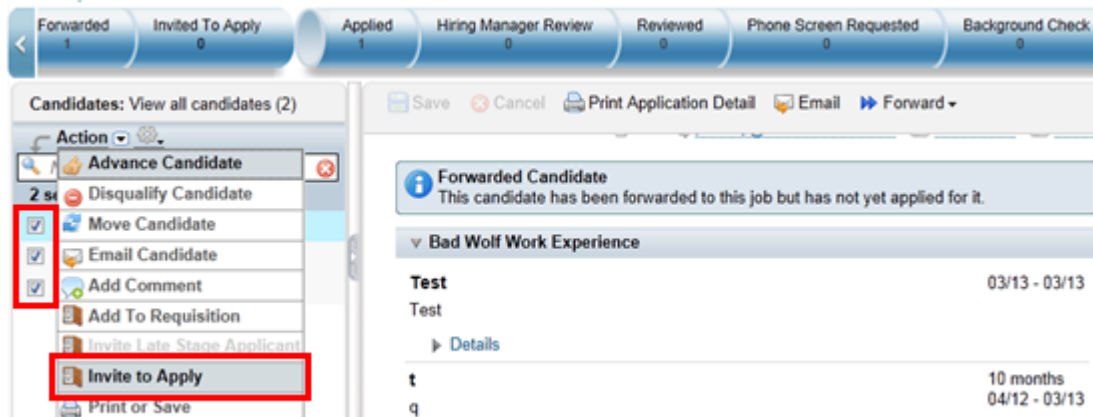 Forwarded Invited To Apply Applied Hiring Manager Review Reviewed Phone Screen Requested Background Check
1 0 1 0 0 0 0
Candidates: View all candidates (2)
Save Cancel Print Application Detail Email Forward
Action
Advance Candidate
Disqualify Candidate
2 se
Move Candidate
Email Candidate
Add Comment
Add To Requisition
Invite Late Stage Applicant
Invite to Apply
Print or Save
Forwarded Candidate
This candidate has been forwarded to this job but has not yet applied for it.
Bad Wolf Work Experience
Test 03/13 - 03/13
Test
Details
t 10 months
q 04/12 - 03/13